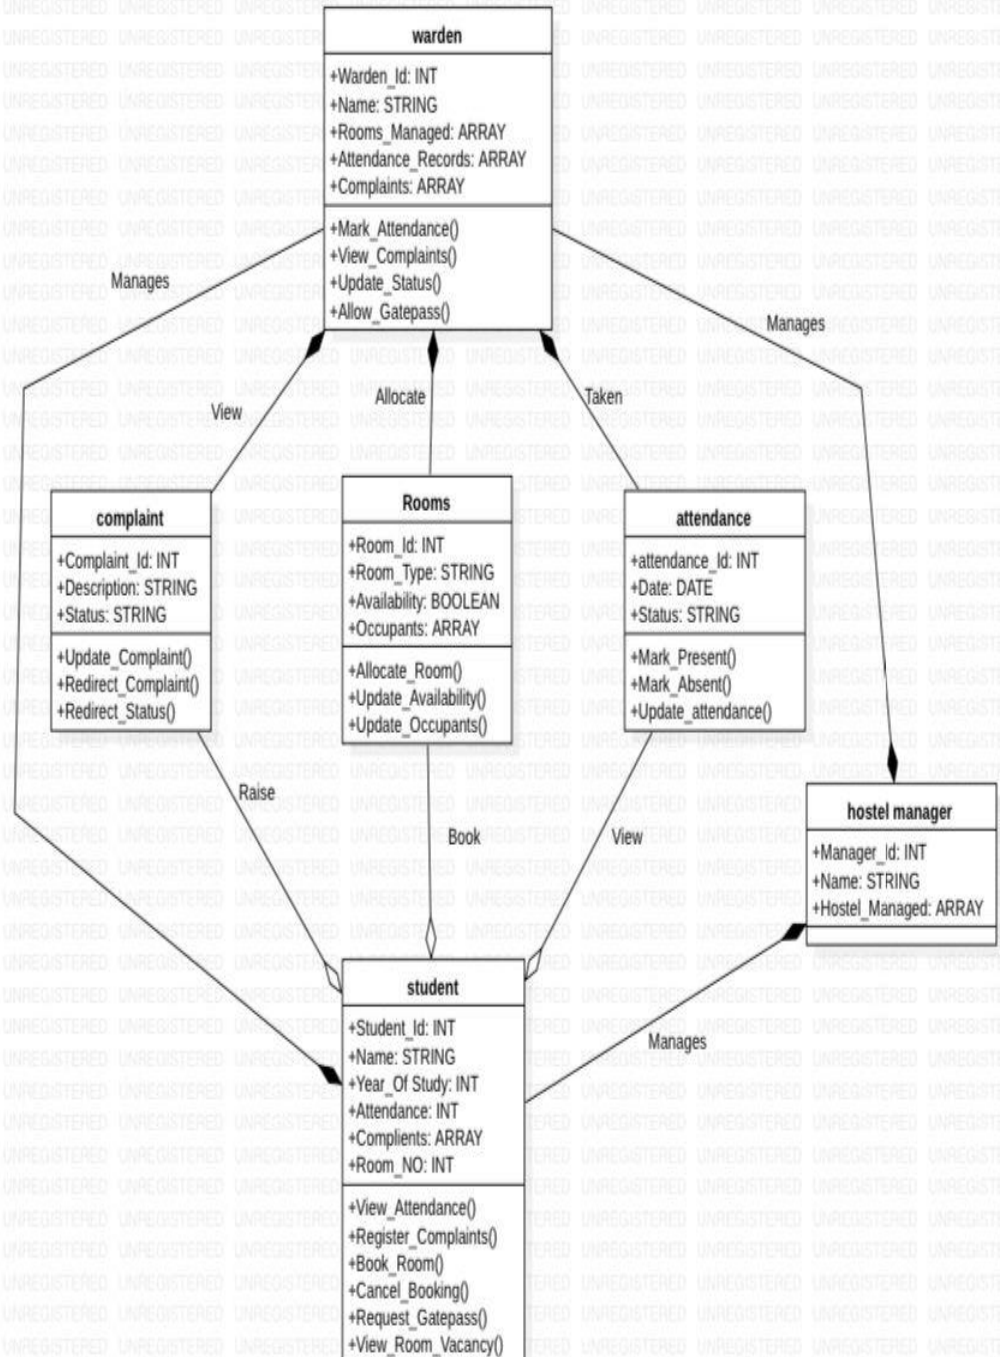 warden
+Warden_Id: INT
+Name: STRING
+Rooms_Managed: ARRAY
+Attendance_Records: ARRAY
+Complaints: ARRAY
+Mark_Attendance()
+View_Complaints()
+Update_Status()
+Allow_Gatepass()
Manages
Manages
View
Allocate
Taken
complaint
+Complaint_Id: INT
+Description: STRING
+Status: STRING
+Update_Complaint()
+Redirect_Complaint()
+Redirect_Status()
Rooms
+Room_Id: INT
+Room_Type: STRING
+Availability: BOOLEAN
+Occupants: ARRAY
+Allocate_Room()
+Update_Availability()
+Update_Occupants()
attendance
+attendance_Id: INT
+Date: DATE
+Status: STRING
+Mark_Present()
+Mark_Absent()
+Update_attendance()
Raise
Book
View
hostel manager
+Manager_Id: INT
+Name: STRING
+Hostel_Managed: ARRAY
Manages
student
+Student_Id: INT
+Name: STRING
+Year_Of Study: INT
+Attendance: INT
+Complients: ARRAY
+Room_NO: INT
+View_Attendance()
+Register_Complaints()
+Book_Room()
+Cancel_Booking()
+Request_Gatepass()
+View_Room_Vacancy()
UNREGISTERED